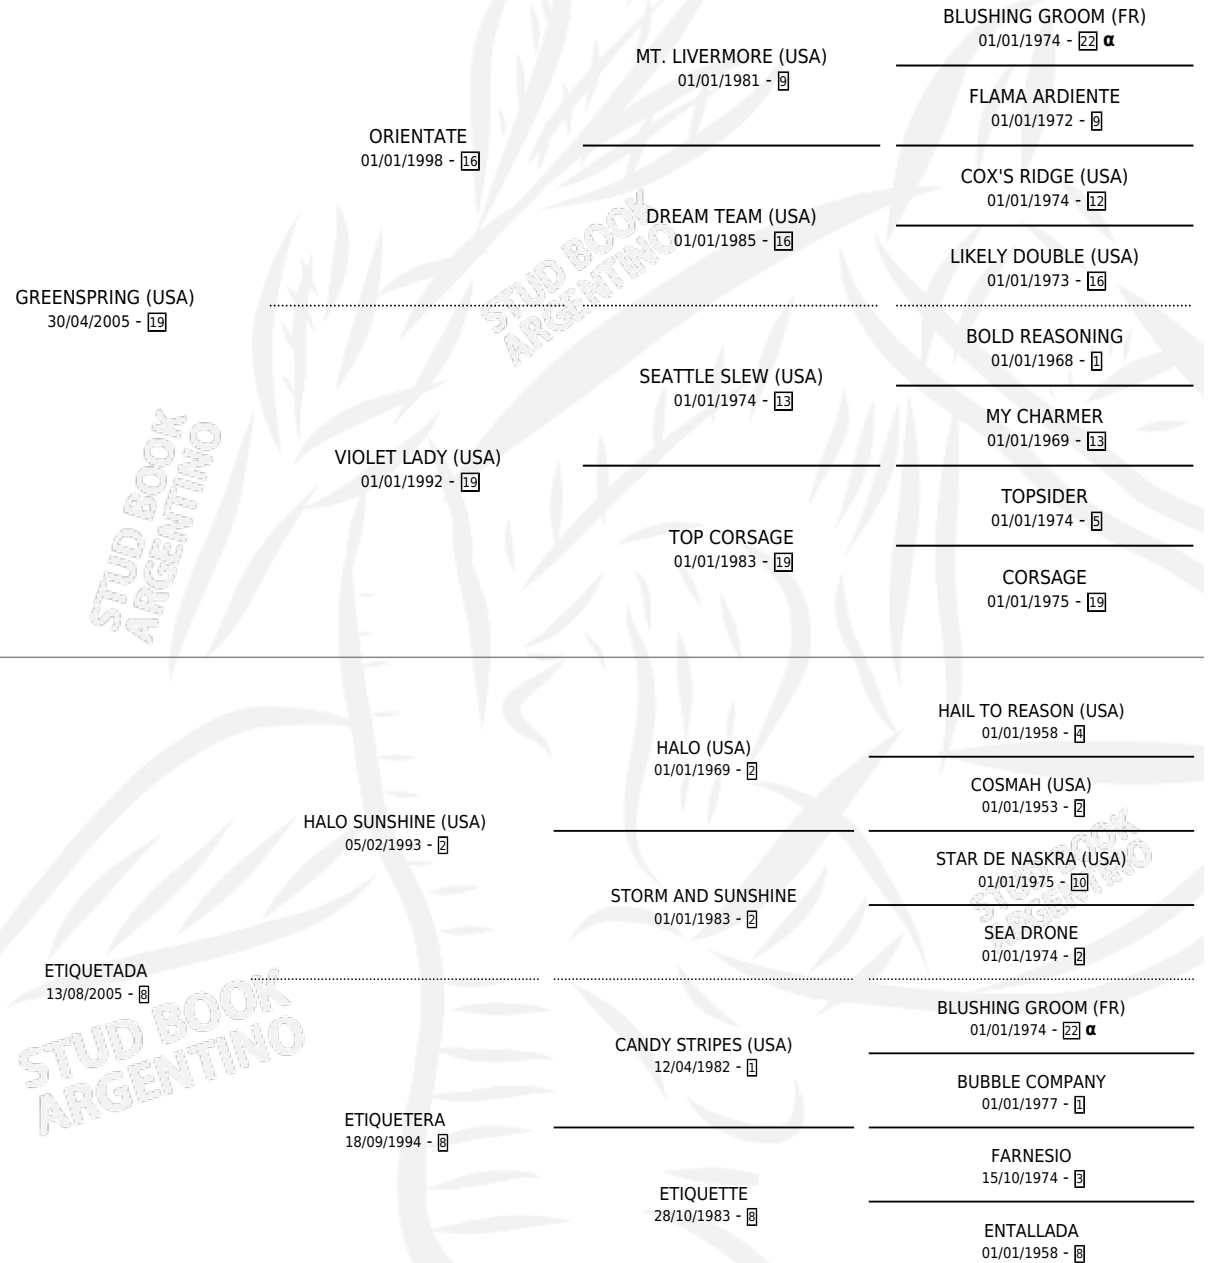 BLUSHING GROOM (FR)
01/01/1974 - 22 α
MT. LIVERMORE (USA)
01/01/1981 - 9
FLAMA ARDIENTE
01/01/1972 - 9
ORIENTATE
01/01/1998 - 16
COX'S RIDGE (USA)
01/01/1974 - 12
DREAM TEAM (USA)
01/01/1985 - 16
LIKELY DOUBLE (USA)
01/01/1973 - 16
GREENSPRING (USA)
30/04/2005 - 19
BOLD REASONING
01/01/1968 - 1
SEATTLE SLEW (USA)
01/01/1974 - 13
MY CHARMER
01/01/1969 - 13
VIOLET LADY (USA)
01/01/1992 - 19
TOPSIDER
01/01/1974 - 5
TOP CORSAGE
01/01/1983 - 19
CORSAGE
01/01/1975 - 19
HAIL TO REASON (USA)
01/01/1958 - 4
HALO (USA)
01/01/1969 - 2
COSMAH (USA)
01/01/1953 - 2
HALO SUNSHINE (USA)
05/02/1993 - 2
STAR DE NASKRA (USA)
01/01/1975 - 10
STORM AND SUNSHINE
01/01/1983 - 2
SEA DRONE
01/01/1974 - 2
ETIQUETADA
13/08/2005 - 8
BLUSHING GROOM (FR)
01/01/1974 - 22 α
CANDY STRIPES (USA)
12/04/1982 - 1
BUBBLE COMPANY
01/01/1977 - 1
ETIQUETERA
18/09/1994 - 8
FARNESIO
15/10/1974 - 3
ETIQUETTE
28/10/1983 - 8
ENTALLADA
01/01/1958 - 8
STUD BOOK
ARGENTINO
STUD BOOK
ARGENTINO
STUD BOOK
ARGENTINO
STUD BOOK
ARGENTINO